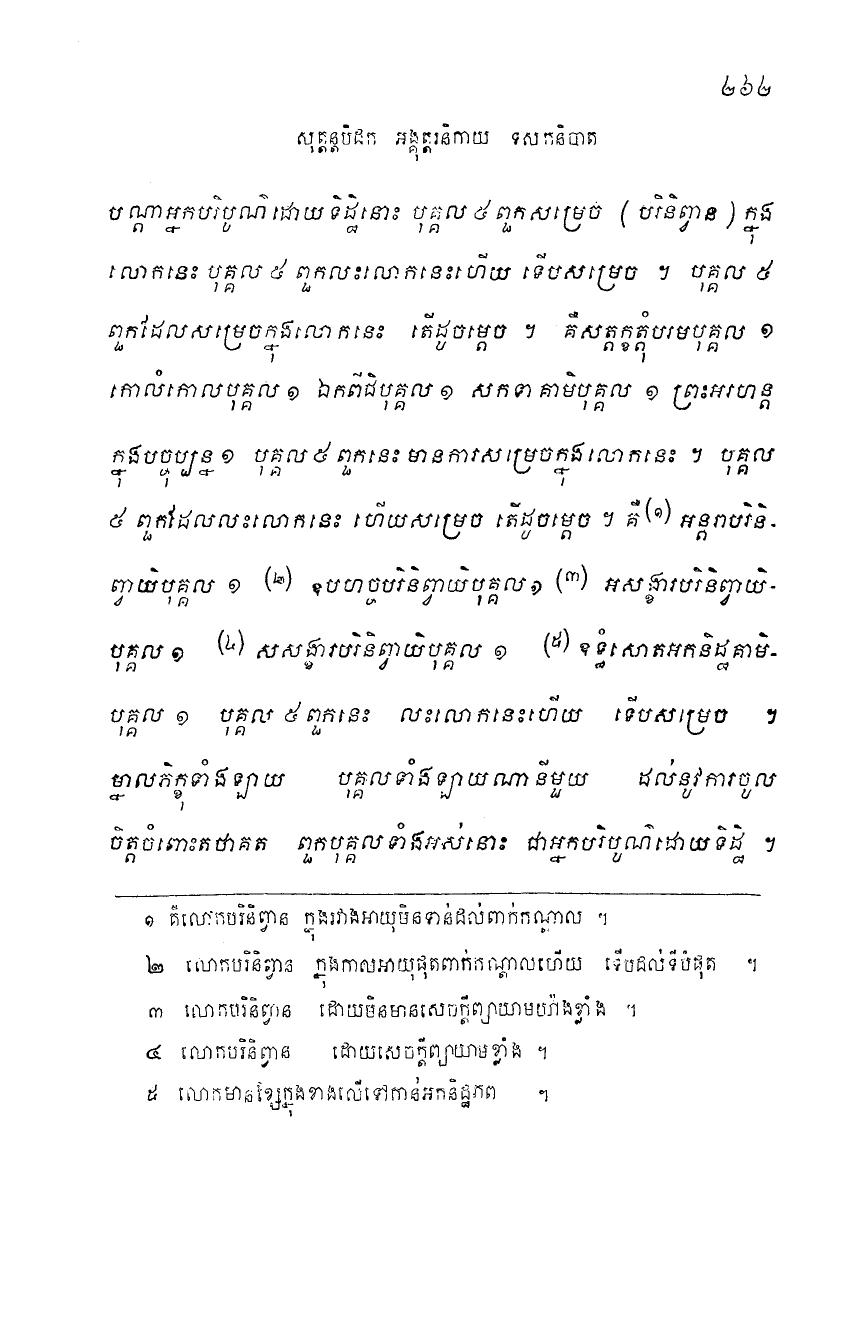 ២៦២
សុត្តន្តបិដក អង្គុត្តរនិកាយ ទសកនិបាត
បណ្តាអ្នកបរិបូណ៌ដោយទិដ្ឋិនោះ បុគ្គល ៥ ពួកសម្រេច (បរិនិព្វាន) ក្នុង
លោកនេះ បុគ្គល ៥ ពួកលះលោកនេះហើយ ទើបសម្រេច ។ បុគ្គល ៥
ពួកដែលសម្រេចក្នុងលោកនេះ តើដូចម្តេច ។ គឺសត្តក្ខត្តុំបរមបុគ្គល ១
កោលំកោលបុគ្គល ១ ឯកពីជិបុគ្គល ១ សកទាគាមិបុគ្គល ១ ព្រះអរហន្ត
ក្នុងបច្ចុប្បន្ន ១ បុគ្គល ៥ ពួកនេះ មានការសម្រេចក្នុងលោកនេះ ។ បុគ្គល
៥ ពួកដែលលះលោកនេះ ហើយសម្រេច តើដូចម្តេច ។ គឺ (១) អន្តរាបរិនិ-
ព្វាយិបុគ្គល ១ (២) ឧបហច្ចបរិនិព្វាយិបុគ្គល ១ (៣) អសង្ខារបរិនិព្វាយិ-
បុគ្គល ១ (៤) សសង្ខារបរិនិព្វាយិបុគ្គល ១ (៥) ឧទ្ធំសោតអកនិដ្ឋគាមិ-
បុគ្គល ១ បុគ្គល ៥ ពួកនេះ លះលោកនេះហើយ ទើបសម្រេច ។
ម្នាលភិក្ខុទាំងឡាយ បុគ្គលទាំងឡាយណានីមួយ ដល់នូវការចូល
ចិត្តចំពោះតថាគត ពួកបុគ្គលទាំងអស់នោះ ជាអ្នកបរិបូណ៌ដោយទិដ្ឋិ ។
១ គឺលោកបរិនិព្វាន ក្នុងរវាងអាយុមិនទាន់ដល់ពាក់កណ្តាល ។
២ លោកបរិនិព្វាន ក្នុងកាលអាយុផុតពាក់កណ្តាលហើយ ទើបដល់ទីបំផុត ។
៣ លោកបរិនិព្វាន ដោយមិនមានសេចក្តីព្យាយាមយ៉ាងខ្លាំង ។
៤ លោកបរិនិព្វាន ដោយសេចក្តីព្យាយាមខ្លាំង ។
៥ លោកមានខ្សែក្នុងខាងលើទៅកាន់អកនិដ្ឋភព ។